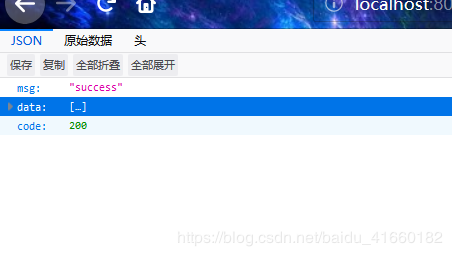 localhost:80
JSON 原始数据 头
保存 复制 全部折叠 全部展开
msg: "success"
data: […]
code: 200
https://blog.csdn.net/baidu_41660182